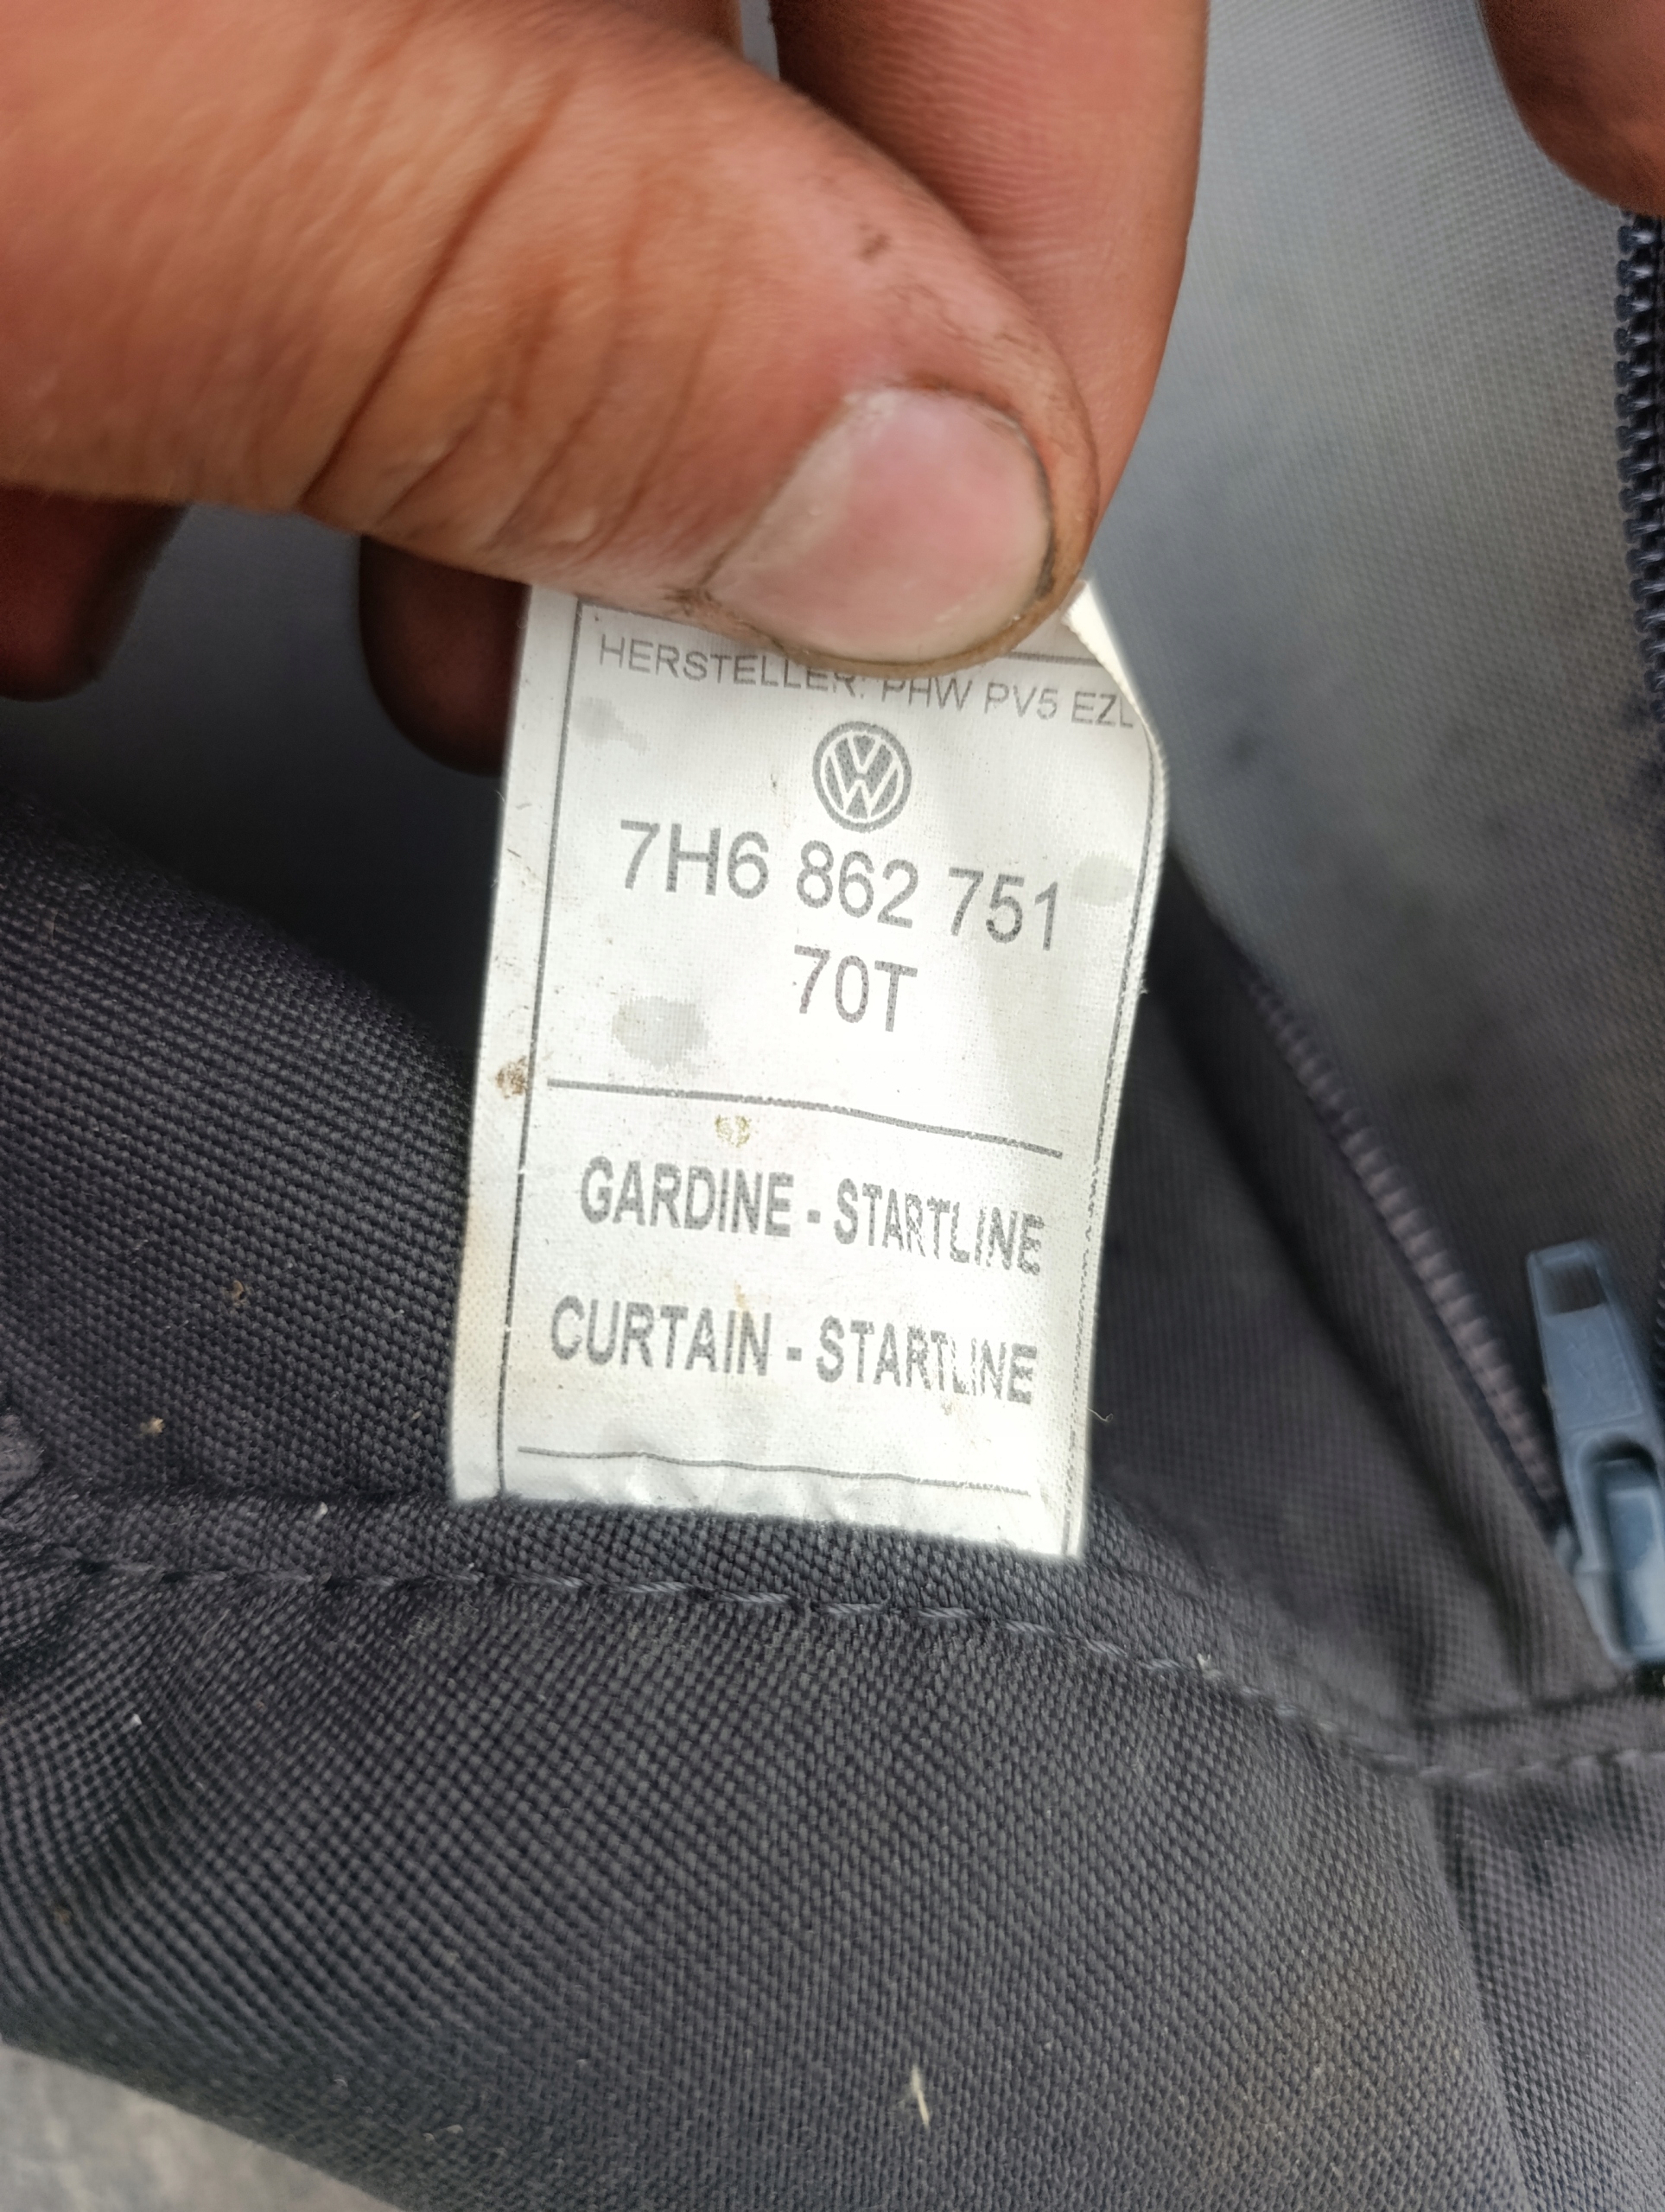 HERSTELLER: PHW PV5 EZL
7H6 862 751
70T
GARDINE - STARTLINE
CURTAIN - STARTLINE